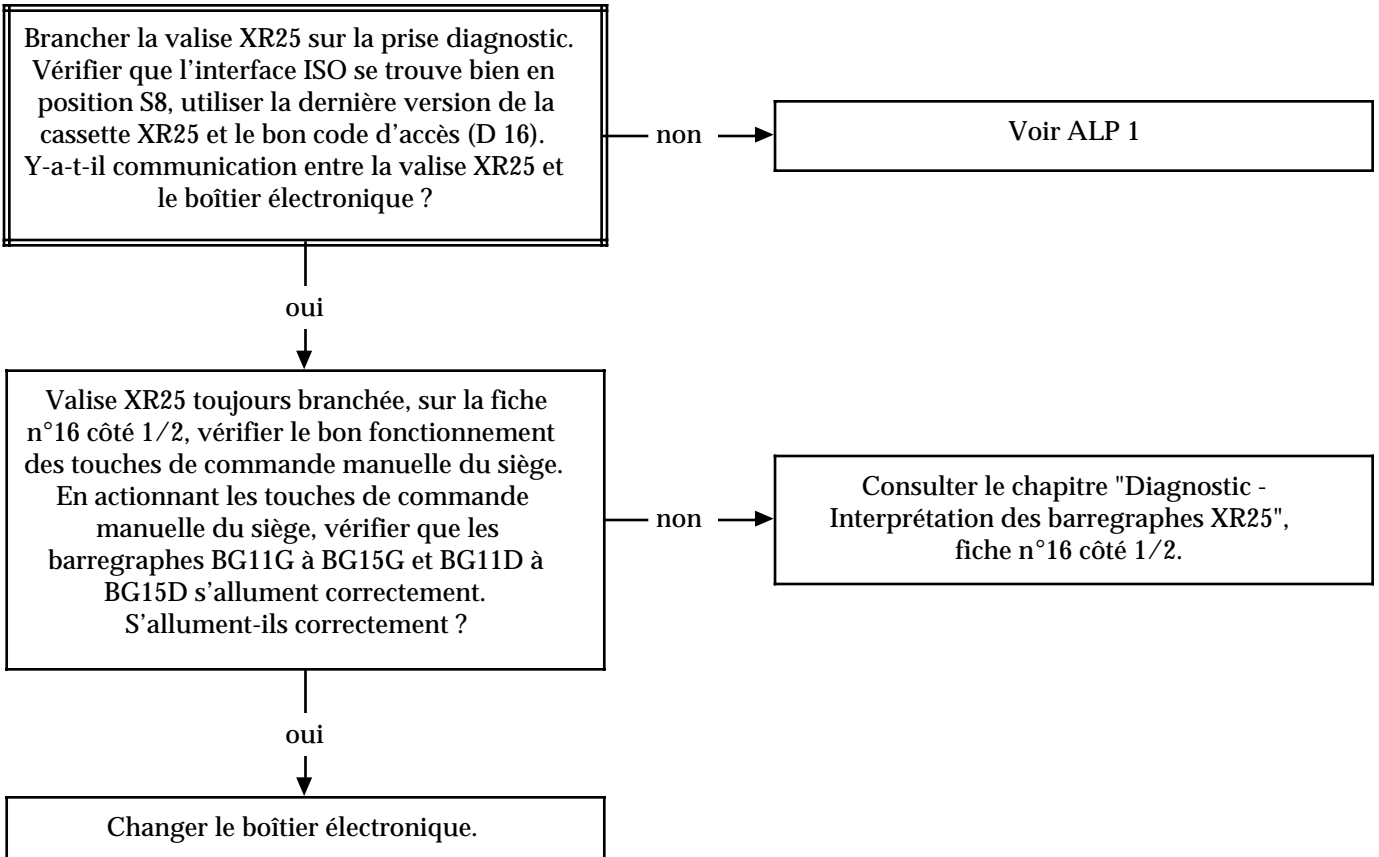 Brancher la valise XR25 sur la prise diagnostic.
Vérifier que l'interface ISO se trouve bien en
position S8, utiliser la dernière version de la
cassette XR25 et le bon code d'accès (D 16).
Y-a-t-il communication entre la valise XR25 et
le boîtier électronique ?
non
Voir ALP 1
oui
Valise XR25 toujours branchée, sur la fiche
n°16 côté 1/2, vérifier le bon fonctionnement
des touches de commande manuelle du siège.
En actionnant les touches de commande
manuelle du siège, vérifier que les
barregraphes BG11G à BG15G et BG11D à
BG15D s'allument correctement.
S'allument-ils correctement ?
non
Consulter le chapitre "Diagnostic -
Interprétation des barregraphes XR25",
fiche n°16 côté 1/2.
oui
Changer le boîtier électronique.